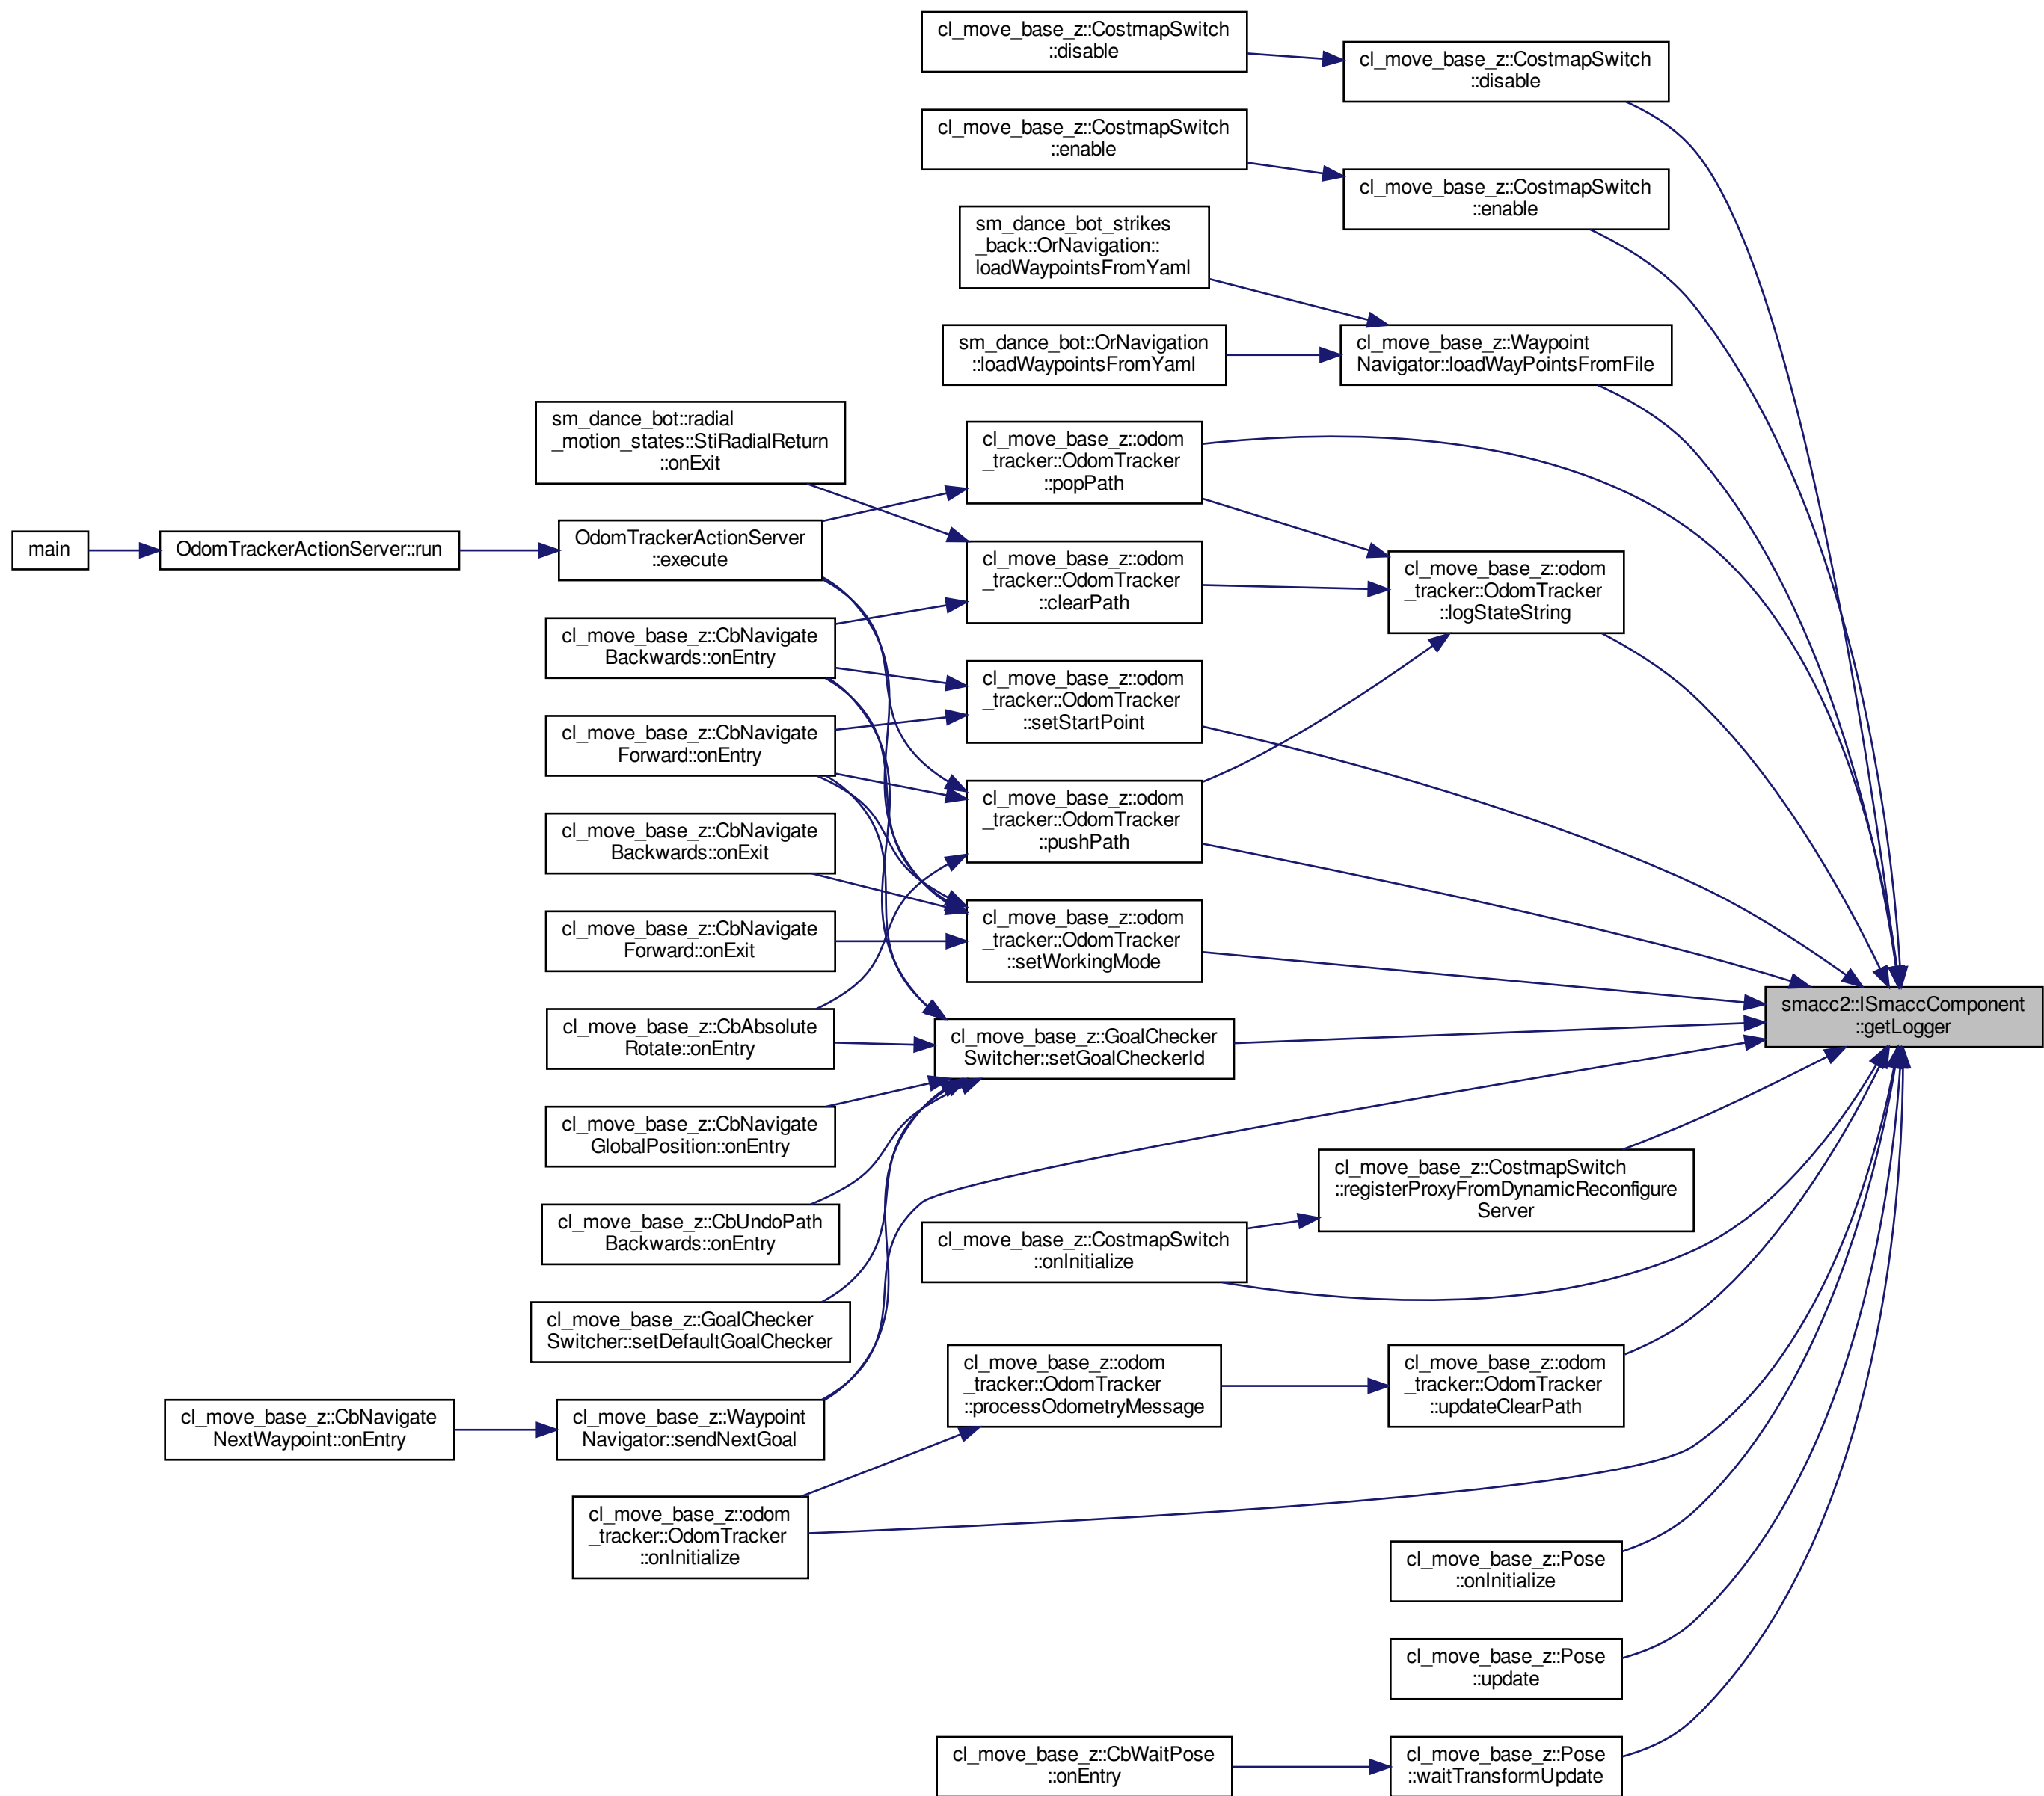 cl_move_base_z::CostmapSwitch
::disable
cl_move_base_z::CostmapSwitch
::disable
cl_move_base_z::CostmapSwitch
::enable
cl_move_base_z::CostmapSwitch
::enable
sm_dance_bot_strikes
_back::OrNavigation::
loadWaypointsFromYaml
sm_dance_bot::OrNavigation
::loadWaypointsFromYaml
cl_move_base_z::Waypoint
Navigator::loadWayPointsFromFile
sm_dance_bot::radial
_motion_states::StiRadialReturn
::onExit
cl_move_base_z::odom
_tracker::OdomTracker
::popPath
main
OdomTrackerActionServer::run
OdomTrackerActionServer
::execute
cl_move_base_z::odom
_tracker::OdomTracker
::clearPath
cl_move_base_z::odom
_tracker::OdomTracker
::logStateString
cl_move_base_z::CbNavigate
Backwards::onEntry
cl_move_base_z::odom
_tracker::OdomTracker
::setStartPoint
cl_move_base_z::CbNavigate
Forward::onEntry
cl_move_base_z::odom
_tracker::OdomTracker
::pushPath
cl_move_base_z::CbNavigate
Backwards::onExit
cl_move_base_z::CbNavigate
Forward::onExit
cl_move_base_z::odom
_tracker::OdomTracker
::setWorkingMode
smacc2::ISmaccComponent
::getLogger
cl_move_base_z::CbAbsolute
Rotate::onEntry
cl_move_base_z::GoalChecker
Switcher::setGoalCheckerId
cl_move_base_z::CbNavigate
GlobalPosition::onEntry
cl_move_base_z::CostmapSwitch
::registerProxyFromDynamicReconfigure
Server
cl_move_base_z::CbUndoPath
Backwards::onEntry
cl_move_base_z::CostmapSwitch
::onInitialize
cl_move_base_z::GoalChecker
Switcher::setDefaultGoalChecker
cl_move_base_z::odom
_tracker::OdomTracker
::processOdometryMessage
cl_move_base_z::odom
_tracker::OdomTracker
::updateClearPath
cl_move_base_z::CbNavigate
NextWaypoint::onEntry
cl_move_base_z::Waypoint
Navigator::sendNextGoal
cl_move_base_z::odom
_tracker::OdomTracker
::onInitialize
cl_move_base_z::Pose
::onInitialize
cl_move_base_z::Pose
::update
cl_move_base_z::CbWaitPose
::onEntry
cl_move_base_z::Pose
::waitTransformUpdate